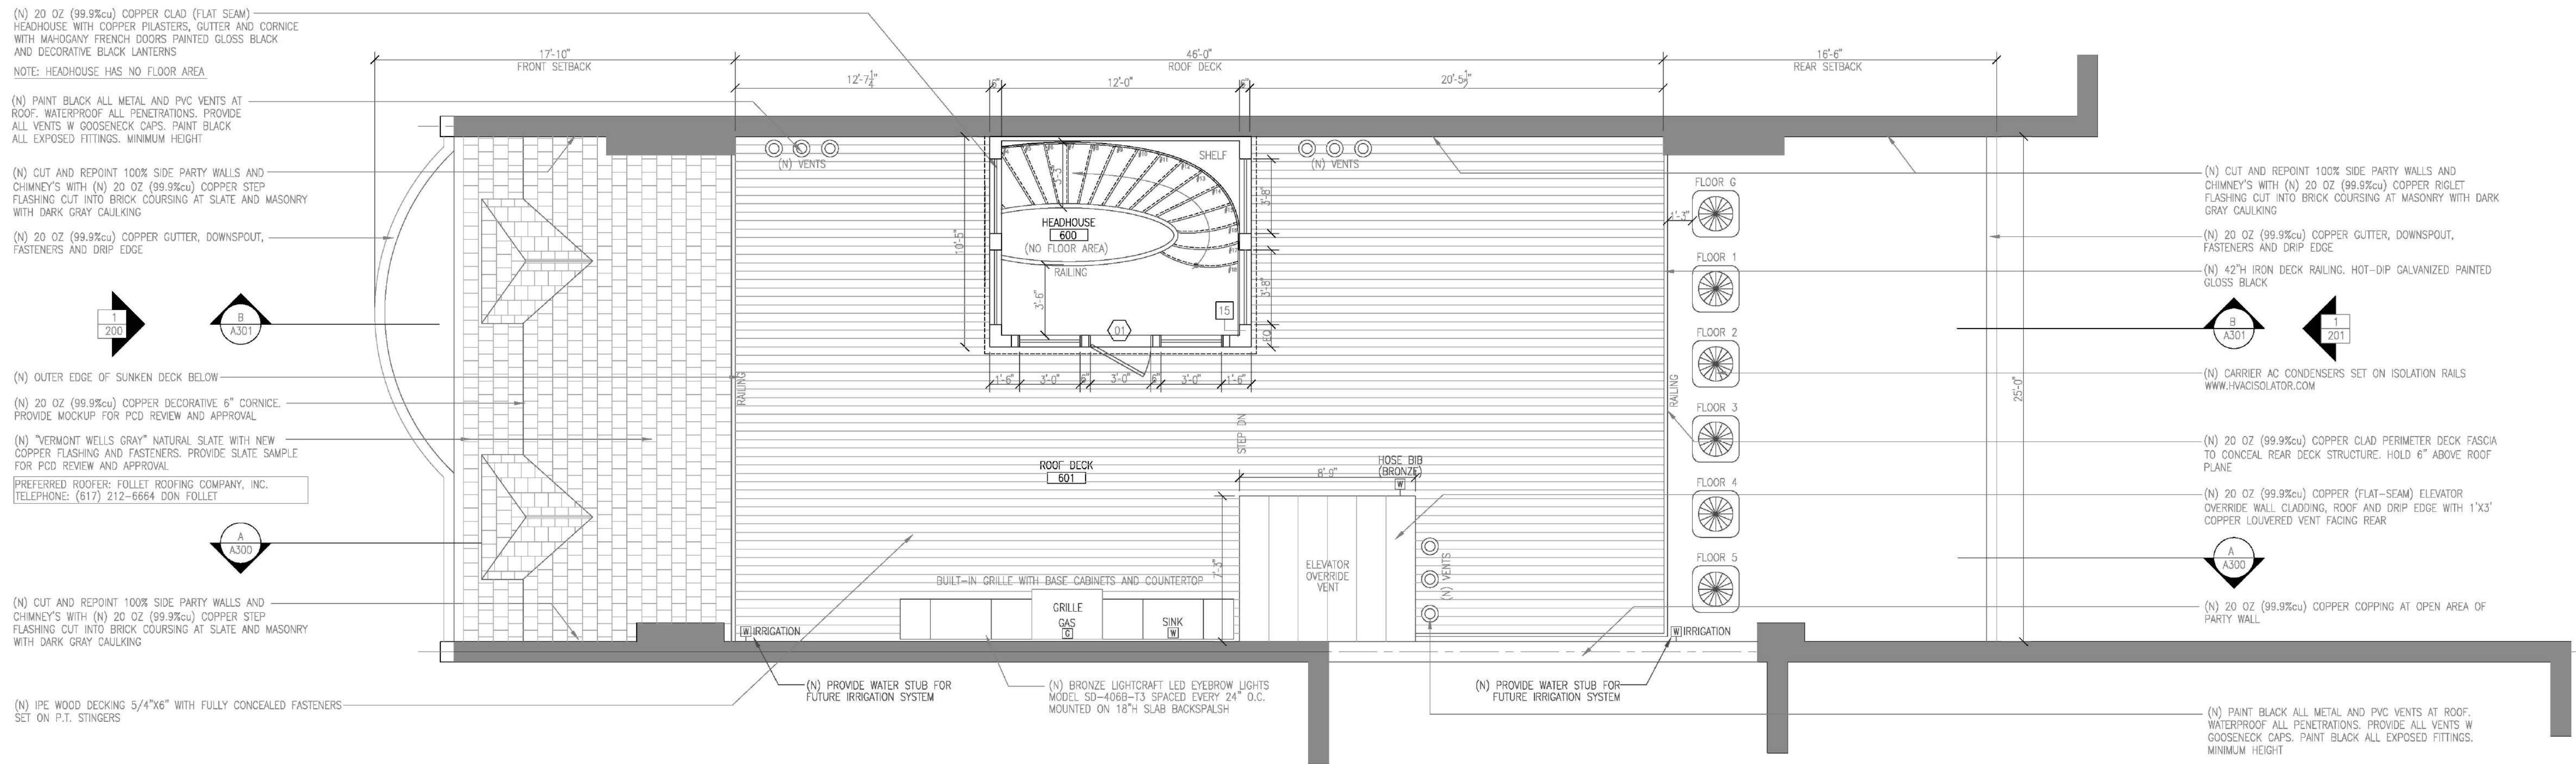 (N) 20 OZ (99.9%cu) COPPER CLAD (FLAT SEAM)
HEADHOUSE WITH COPPER PILASTERS, GUTTER AND CORNICE
WITH MAHOGANY FRENCH DOORS PAINTED GLOSS BLACK
AND DECORATIVE BLACK LANTERNS
NOTE: HEADHOUSE HAS NO FLOOR AREA
(N) PAINT BLACK ALL METAL AND PVC VENTS AT
ROOF. WATERPROOF ALL PENETRATIONS. PROVIDE
ALL VENTS W GOOSENECK CAPS. PAINT BLACK
ALL EXPOSED FITTINGS. MINIMUM HEIGHT
(N) CUT AND REPOINT 100% SIDE PARTY WALLS AND
CHIMNEY'S WITH (N) 20 OZ (99.9%cu) COPPER STEP
FLASHING CUT INTO BRICK COURSING AT SLATE AND MASONRY
WITH DARK GRAY CAULKING
(N) 20 OZ (99.9%cu) COPPER GUTTER, DOWNSPOUT,
FASTENERS AND DRIP EDGE
1
200
B
A301
(N) OUTER EDGE OF SUNKEN DECK BELOW
(N) 20 OZ (99.9%cu) COPPER DECORATIVE 6" CORNICE.
PROVIDE MOCKUP FOR PCD REVIEW AND APPROVAL
(N) "VERMONT WELLS GRAY" NATURAL SLATE WITH NEW
COPPER FLASHING AND FASTENERS. PROVIDE SLATE SAMPLE
FOR PCD REVIEW AND APPROVAL
PREFERRED ROOFER: FOLLET ROOFING COMPANY, INC.
TELEPHONE: (617) 212-6664 DON FOLLET
A
A300
(N) CUT AND REPOINT 100% SIDE PARTY WALLS AND
CHIMNEY'S WITH (N) 20 OZ (99.9%cu) COPPER STEP
FLASHING CUT INTO BRICK COURSING AT SLATE AND MASONRY
WITH DARK GRAY CAULKING
(N) IPE WOOD DECKING 5/4"X6" WITH FULLY CONCEALED FASTENERS
SET ON P.T. STINGERS
17'-10"
FRONT SETBACK
46'-0"
ROOF DECK
16'-6"
REAR SETBACK
12'-7¼"
6"
12'-0"
6"
(N) VENTS
SHELF
(N) VENTS
3'-3"
3'-8"
HEADHOUSE
600
(NO FLOOR AREA)
RAILING
10'-5"
3'-6"
3'-8"
15
01
EQ
1'-6"
3'-0"
6"
3'-0"
6"
3'-0"
1'-6"
RAILING
STEP DN
ROOF DECK
601
HOSE BIB
(BRONZE)
W
8'-9"
7'-3"
BUILT-IN GRILLE WITH BASE CABINETS AND COUNTERTOP
GRILLE
GAS
G
SINK
W
ELEVATOR
OVERRIDE
VENT
(N) VENTS
W IRRIGATION
W IRRIGATION
(N) PROVIDE WATER STUB FOR
FUTURE IRRIGATION SYSTEM
(N) BRONZE LIGHTCRAFT LED EYEBROW LIGHTS
MODEL SD-406B-T3 SPACED EVERY 24" O.C.
MOUNTED ON 18"H SLAB BACKSPALSH
(N) PROVIDE WATER STUB FOR
FUTURE IRRIGATION SYSTEM
RAILING
1'-3"
FLOOR G
FLOOR 1
FLOOR 2
FLOOR 3
FLOOR 4
FLOOR 5
25'-0"
(N) CUT AND REPOINT 100% SIDE PARTY WALLS AND
CHIMNEY'S WITH (N) 20 OZ (99.9%cu) COPPER RIGLET
FLASHING CUT INTO BRICK COURSING AT MASONRY WITH DARK
GRAY CAULKING
(N) 20 OZ (99.9%cu) COPPER GUTTER, DOWNSPOUT,
FASTENERS AND DRIP EDGE
(N) 42"H IRON DECK RAILING. HOT-DIP GALVANIZED PAINTED
GLOSS BLACK
B
A301
1
201
(N) CARRIER AC CONDENSERS SET ON ISOLATION RAILS
WWW.HVACISOLATOR.COM
(N) 20 OZ (99.9%cu) COPPER CLAD PERIMETER DECK FASCIA
TO CONCEAL REAR DECK STRUCTURE. HOLD 6" ABOVE ROOF
PLANE
(N) 20 OZ (99.9%cu) COPPER (FLAT-SEAM) ELEVATOR
OVERRIDE WALL CLADDING, ROOF AND DRIP EDGE WITH 1'X3'
COPPER LOUVERED VENT FACING REAR
A
A300
(N) 20 OZ (99.9%cu) COPPER COPPING AT OPEN AREA OF
PARTY WALL
(N) PAINT BLACK ALL METAL AND PVC VENTS AT ROOF.
WATERPROOF ALL PENETRATIONS. PROVIDE ALL VENTS W
GOOSENECK CAPS. PAINT BLACK ALL EXPOSED FITTINGS.
MINIMUM HEIGHT